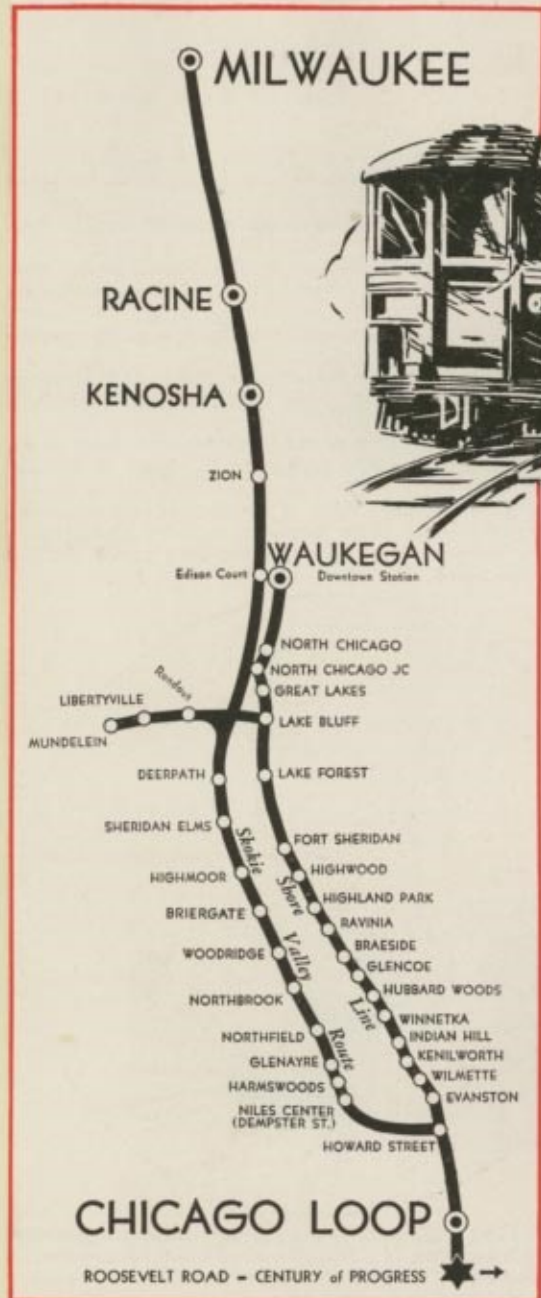 MILWAUKEE
RACINE
KENOSHA
ZION
WAUKEGAN
Edison Court
Downtown Station
NORTH CHICAGO
NORTH CHICAGO JC
GREAT LAKES
Rondout
LIBERTYVILLE
LAKE BLUFF
MUNDELEIN
DEERPATH
LAKE FOREST
SHERIDAN ELMS
FORT SHERIDAN
HIGHMOOR
HIGHWOOD
BRIERGATE
HIGHLAND PARK
RAVINIA
WOODRIDGE
BRAESIDE
GLENCOE
NORTHBROOK
HUBBARD WOODS
WINNETKA
NORTHFIELD
INDIAN HILL
GLENAYRE
KENILWORTH
HARMSWOODS
WILMETTE
NILES CENTER
(DEMPSTER ST.)
EVANSTON
HOWARD STREET
Skokie Valley Route
Shore Line
CHICAGO LOOP
ROOSEVELT ROAD = CENTURY of PROGRESS